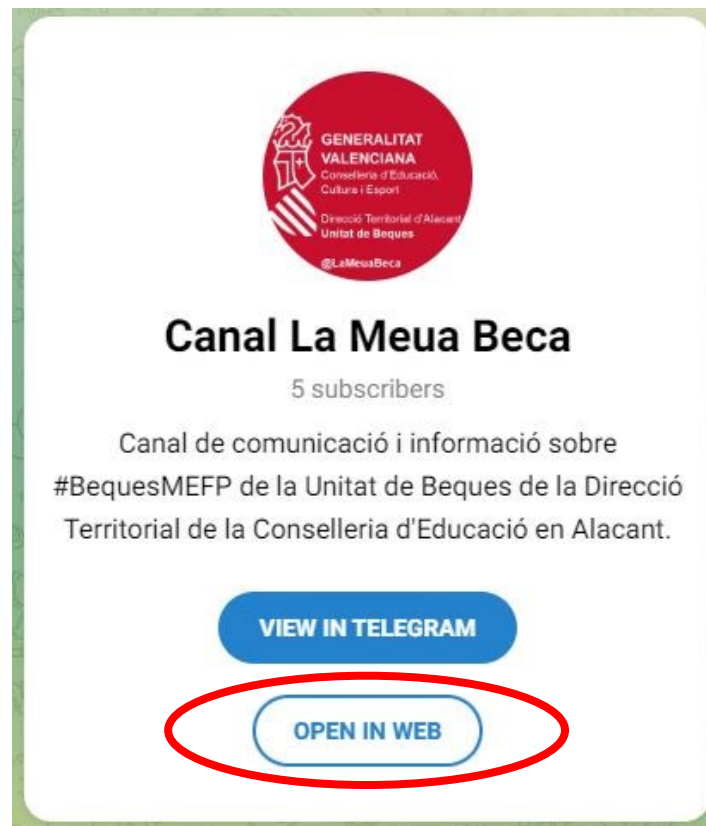 GENERALITAT
VALENCIANA
Conselleria d'Educació,
Cultura i Esport
Direcció Territorial d'Alacant
Unitat de Beques
@LaMeuaBeca
Canal La Meua Beca
5 subscribers
Canal de comunicació i informació sobre
#BequesMEFP de la Unitat de Beques de la Direcció
Territorial de la Conselleria d'Educació en Alacant.
VIEW IN TELEGRAM
OPEN IN WEB